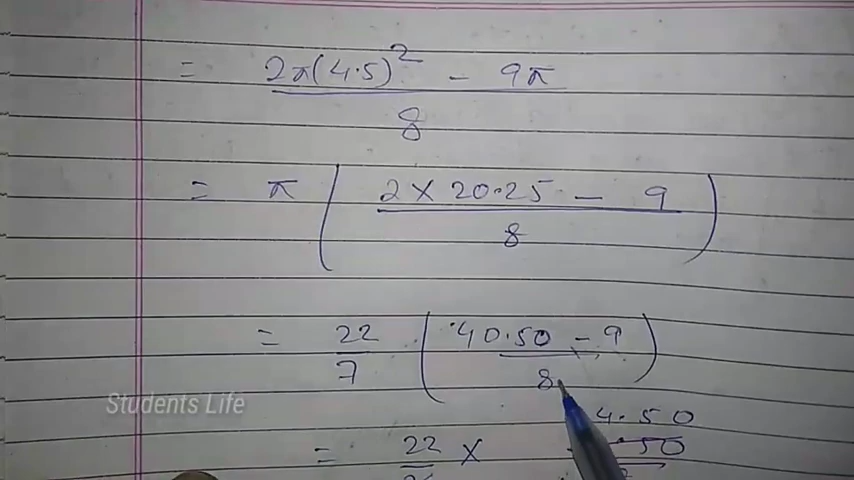 = 2π(4.5)² - 9π
8
= π ( 2 X 20.25 - 9
8 )
= 22/7 ( 40.50 - 9
8 )
Students Life
4.50
= 22 X .50